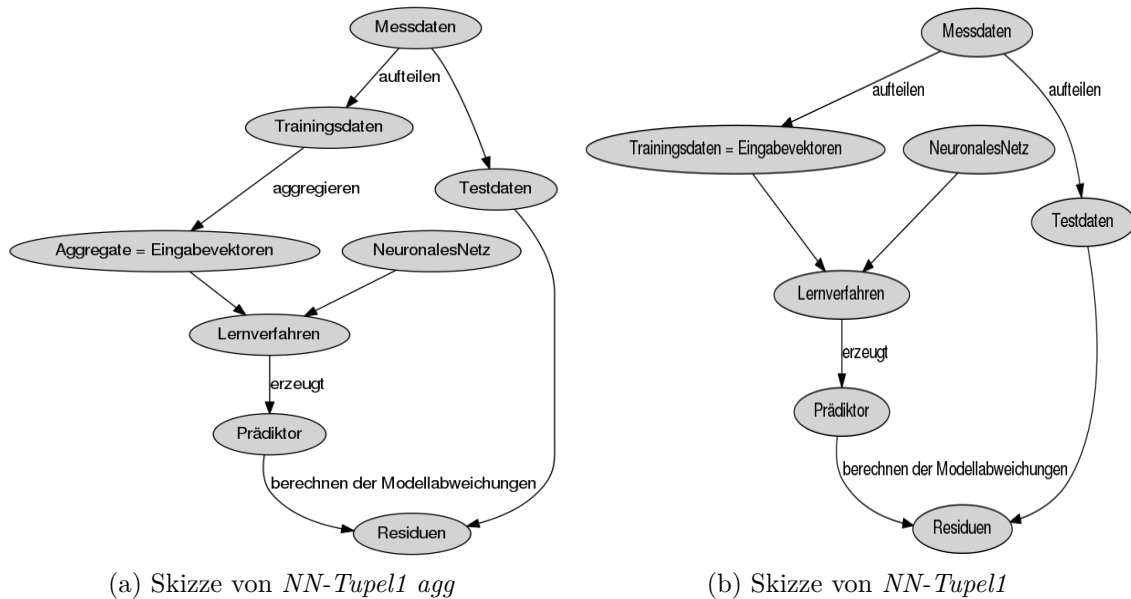 Messdaten
aufteilen
Trainingsdaten
aggregieren
Testdaten
Aggregate = Eingabevektoren
NeuronalesNetz
Lernverfahren
erzeugt
Prädiktor
berechnen der Modellabweichungen
Residuen
(a) Skizze von NN-Tupel1 agg
Messdaten
aufteilen
aufteilen
Trainingsdaten = Eingabevektoren
NeuronalesNetz
Testdaten
Lernverfahren
erzeugt
Prädiktor
berechnen der Modellabweichungen
Residuen
(b) Skizze von NN-Tupel1